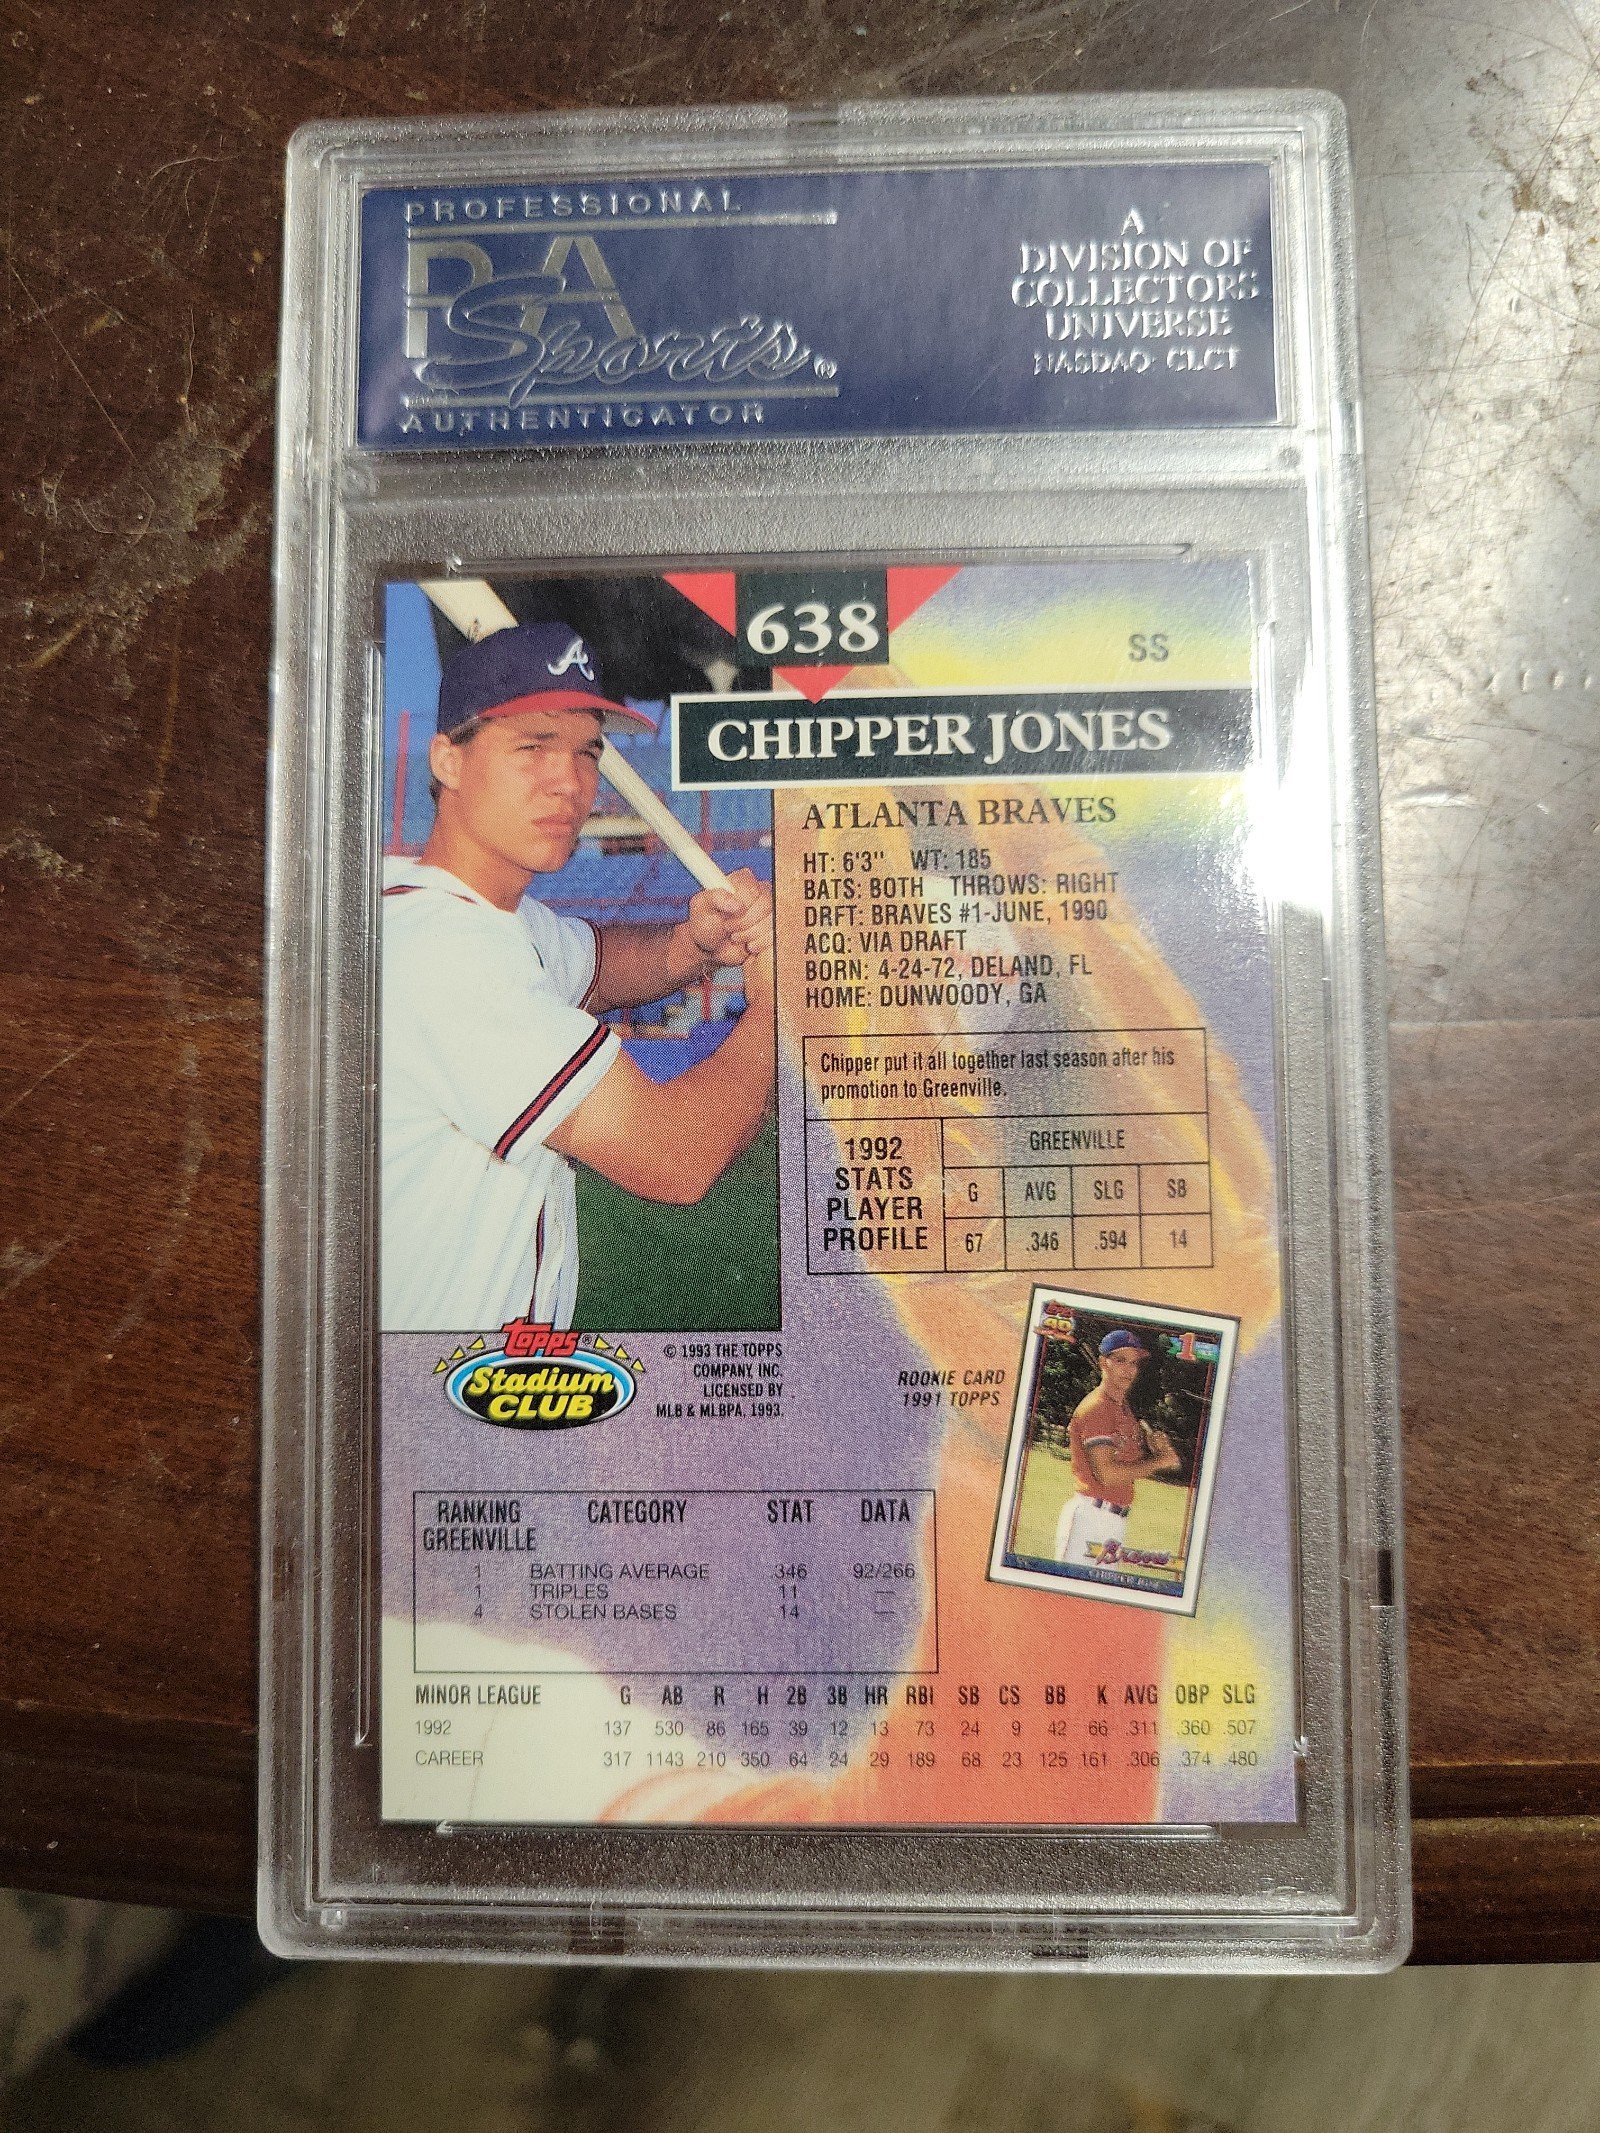 PROFESSIONAL
PSA
Sports
AUTHENTICATOR
A
DIVISION OF
COLLECTORS
UNIVERSE
NASDAQ: CLCT
638
SS
CHIPPER JONES
ATLANTA BRAVES
HT: 6'3" WT: 185
BATS: BOTH THROWS: RIGHT
DRFT: BRAVES #1-JUNE, 1990
ACQ: VIA DRAFT
BORN: 4-24-72, DELAND, FL
HOME: DUNWOODY, GA
Chipper put it all together last season after his
promotion to Greenville.
1992
STATS
PLAYER
PROFILE
GREENVILLE
G AVG SLG SB
67 .346 .594 14
Topps®
Stadium
CLUB
© 1993 THE TOPPS
COMPANY, INC.
LICENSED BY
MLB & MLBPA, 1993.
ROOKIE CARD
1991 TOPPS
Topps
40
1
Braves
CHIPPER JONES
RANKING CATEGORY STAT DATA
GREENVILLE
1 BATTING AVERAGE .346 92/266
1 TRIPLES 11 —
4 STOLEN BASES 14 —
MINOR LEAGUE G AB R H 2B 3B HR RBI SB CS BB K AVG OBP SLG
1992 137 530 86 165 39 12 13 73 24 9 42 66 .311 .360 .507
CAREER 317 1143 210 350 64 24 29 189 68 23 125 161 .306 .374 .480